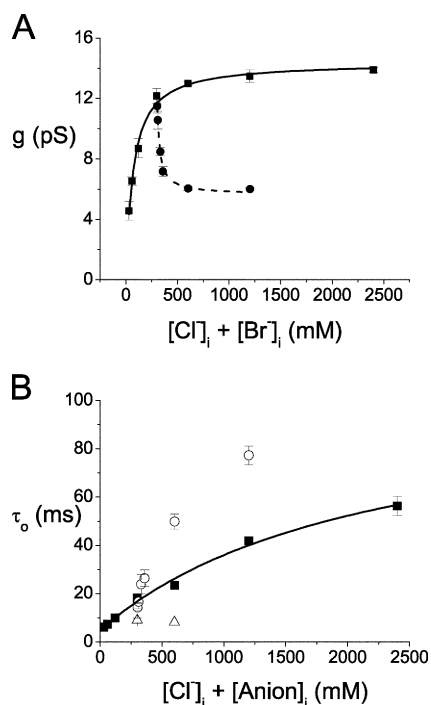 A
16
12
g (pS)
8
4
0
0 500 1000 1500 2000 2500
[Cl⁻]ᵢ + [Br⁻]ᵢ (mM)
B
100
80
60
τₒ (ms)
40
20
0
0 500 1000 1500 2000 2500
[Cl⁻]ᵢ + [Anion]ᵢ (mM)